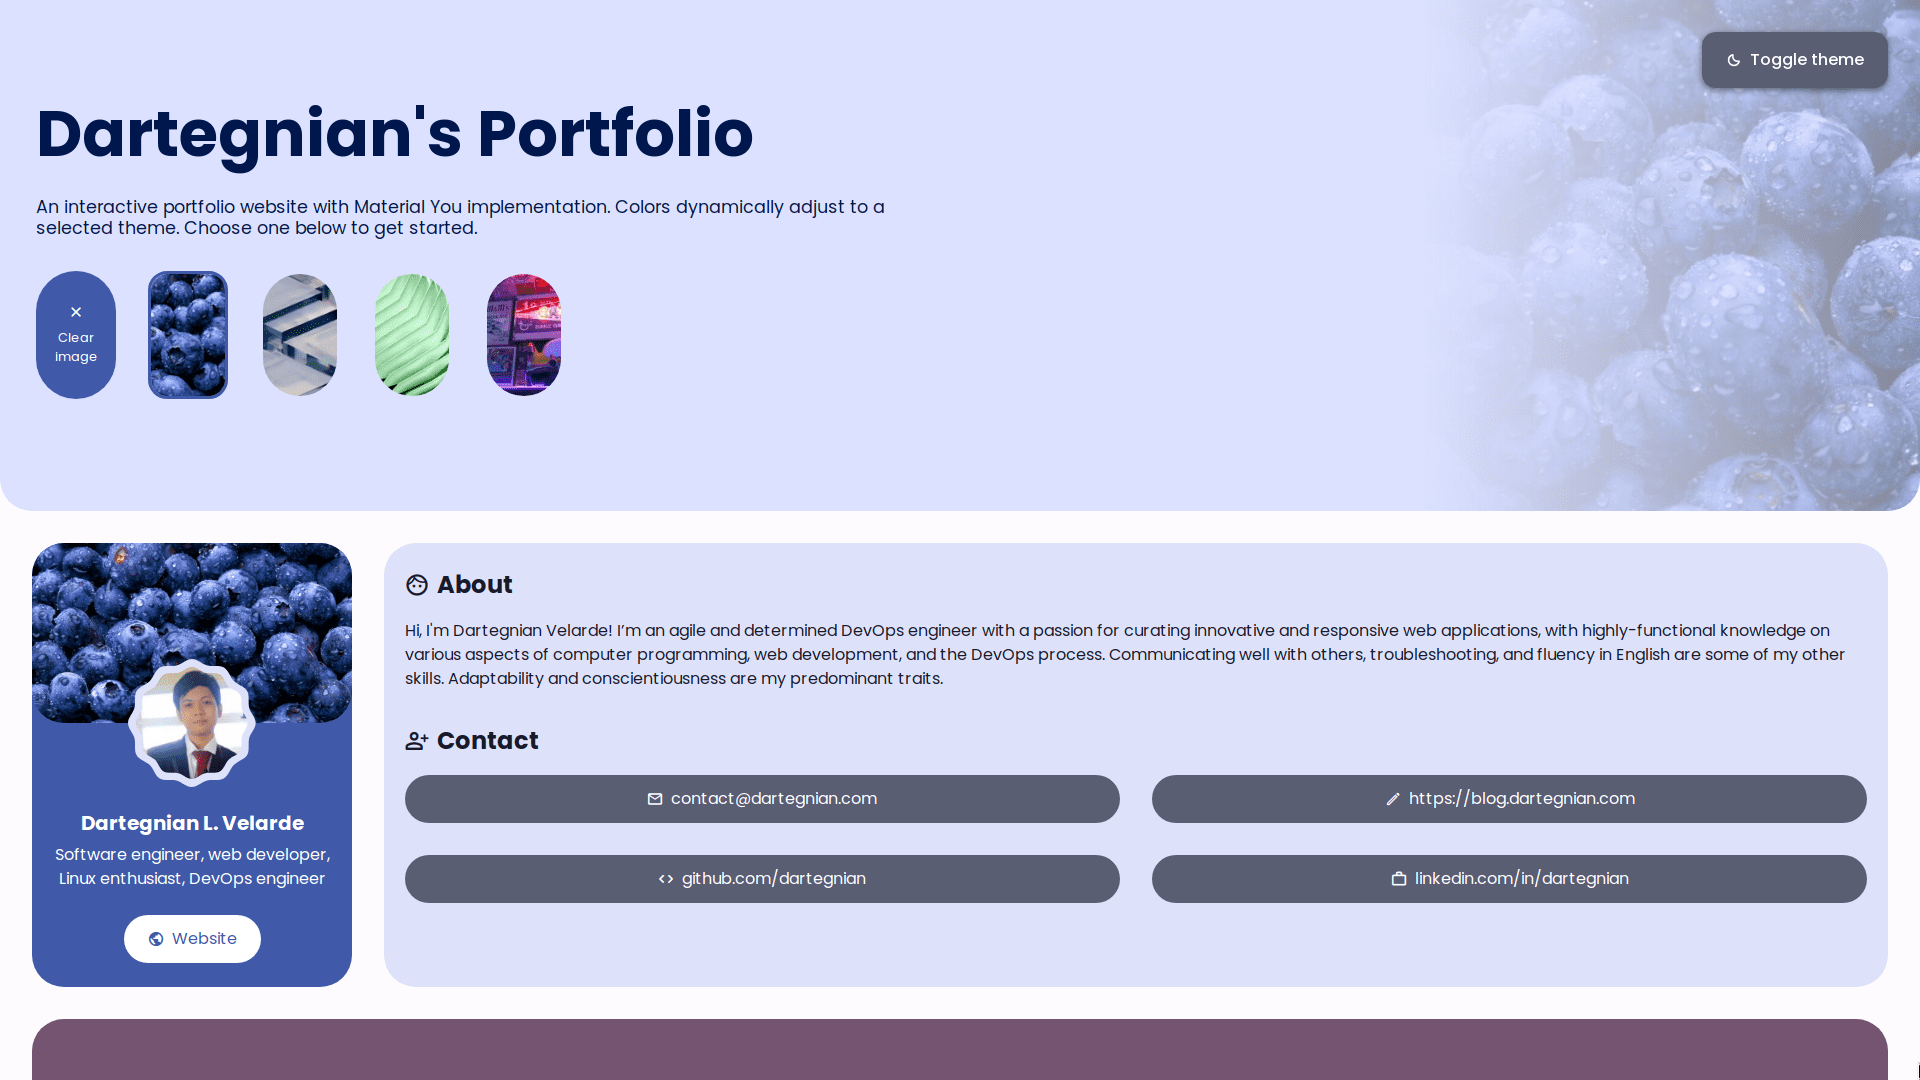 Toggle theme
Dartegnian's Portfolio
An interactive portfolio website with Material You implementation. Colors dynamically adjust to a
selected theme. Choose one below to get started.
Clear
image
About
Hi, I'm Dartegnian Velarde! I’m an agile and determined DevOps engineer with a passion for curating innovative and responsive web applications, with highly-functional knowledge on
various aspects of computer programming, web development, and the DevOps process. Communicating well with others, troubleshooting, and fluency in English are some of my other
skills. Adaptability and conscientiousness are my predominant traits.
Contact
contact@dartegnian.com
https://blog.dartegnian.com
github.com/dartegnian
linkedin.com/in/dartegnian
Dartegnian L. Velarde
Software engineer, web developer,
Linux enthusiast, DevOps engineer
Website